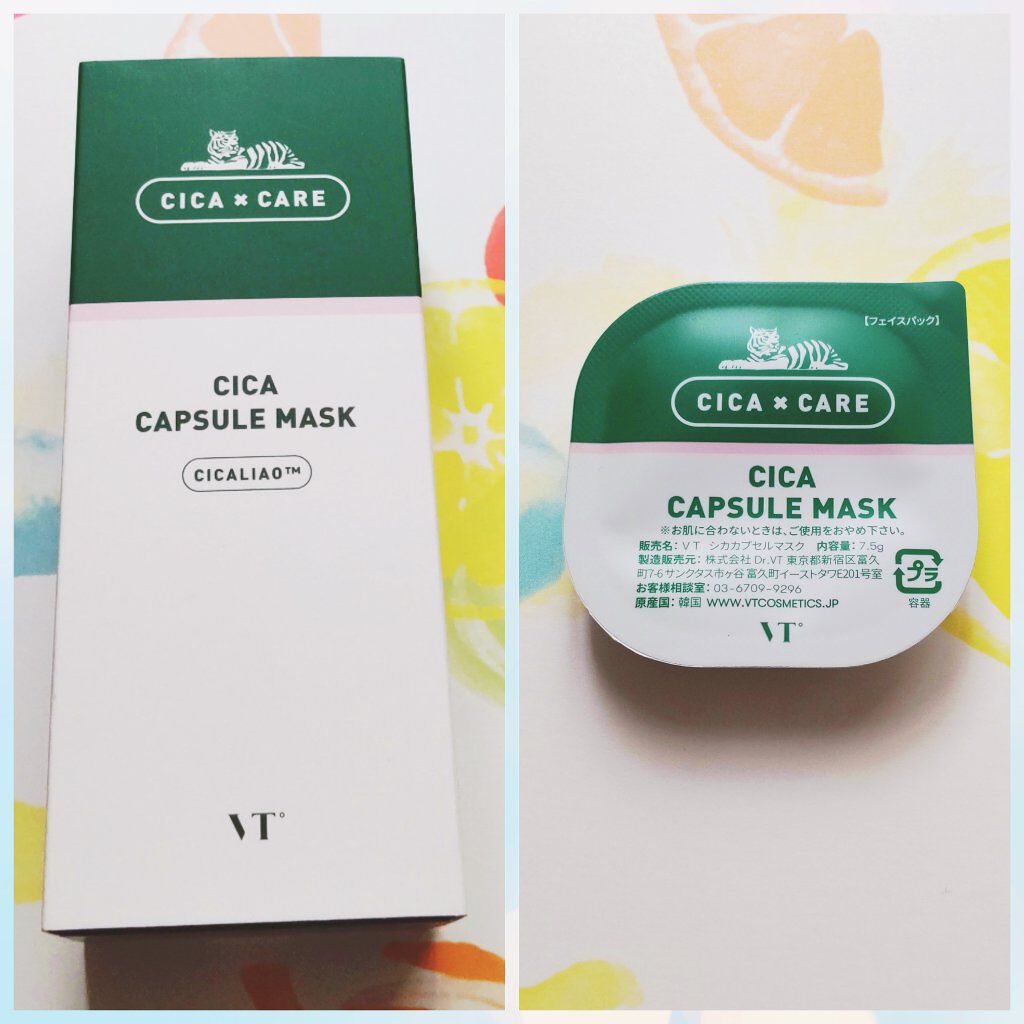 CICA × CARE
CICA
CAPSULE MASK
CICALIAO™
VT°
【フェイスパック】
CICA × CARE
CICA
CAPSULE MASK
※お肌に合わないときは、ご使用をおやめ下さい。
販売名：ＶＴ シカカプセルマスク 内容量：7.5g
製造販売元：株式会社 Dr.VT 東京都新宿区富久
町7-6 サンクタス市ヶ谷 富久町イーストタワE201号室
お客様相談室：03-6709-9296
原産国：韓国 WWW.VTCOSMETICS.JP
プラ
容器
VT°